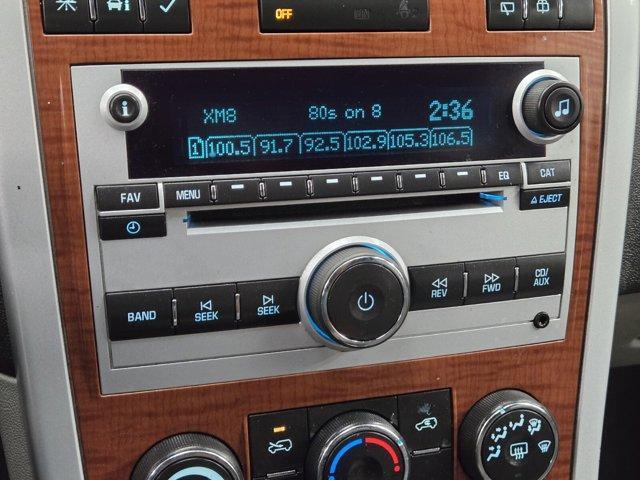 i
OFF
XM8 80s on 8 2:36
1 100.5 91.7 92.5 102.9 105.3 106.5
FAV MENU EQ CAT
EJECT
BAND SEEK SEEK REV FWD CD/AUX